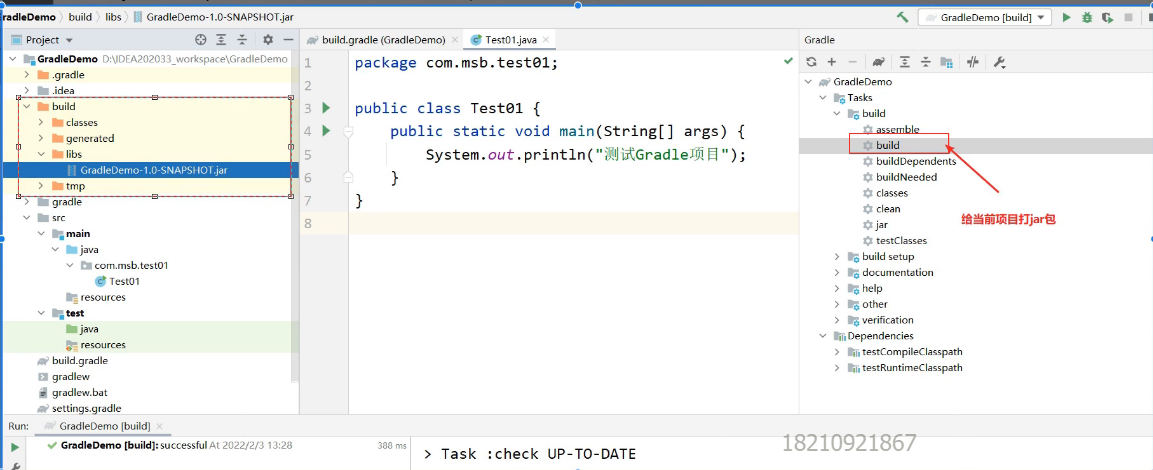 GradleDemo 〉 build 〉 libs 〉 GradleDemo-1.0-SNAPSHOT.jar
GradleDemo [build]
Project
GradleDemo D:\IDEA202033_workspace\GradleDemo
.gradle
.idea
build
classes
generated
libs
GradleDemo-1.0-SNAPSHOT.jar
tmp
gradle
src
main
java
com.msb.test01
Test01
resources
test
java
resources
build.gradle
gradlew
gradlew.bat
settings.gradle
build.gradle (GradleDemo)
Test01.java
1 package com.msb.test01;
2
3 public class Test01 {
4 public static void main(String[] args) {
5 System.out.println("测试Gradle项目");
6 }
7 }
8
Gradle
GradleDemo
Tasks
build
assemble
build
buildDependents
buildNeeded
classes
clean
jar
testClasses
build setup
documentation
help
other
verification
Dependencies
testCompileClasspath
testRuntimeClasspath
给当前项目打jar包
Run: GradleDemo [build]
GradleDemo [build]: successful At 2022/2/3 13:28 388 ms
> Task :check UP-TO-DATE
18210921867